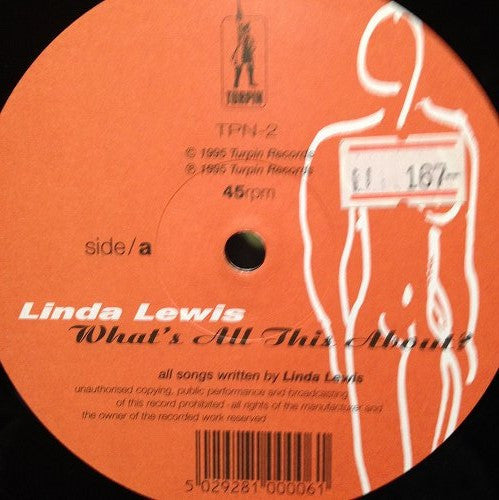 TURPIN
TPN-2
© 1995 Turpin Records
℗ 1995 Turpin Records
45rpm
167
side/a
Linda Lewis
What's All This About?
all songs written by Linda Lewis
unauthorised copying, public performance and broadcasting
of this record prohibited - all rights of the manufacturer and
the owner of the recorded work reserved
5 029281 000061